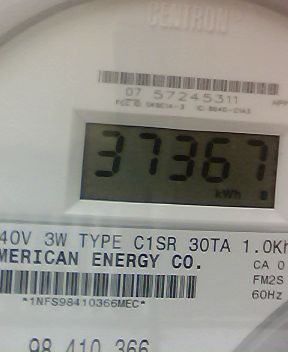 CENTRON
07 57245311
37367
kWh
40V 3W TYPE C1SR 30TA 1.0Kh
MERICAN ENERGY CO.
CA 0
FM2S
60Hz
*1NFS98410366MEC*
98 410 366